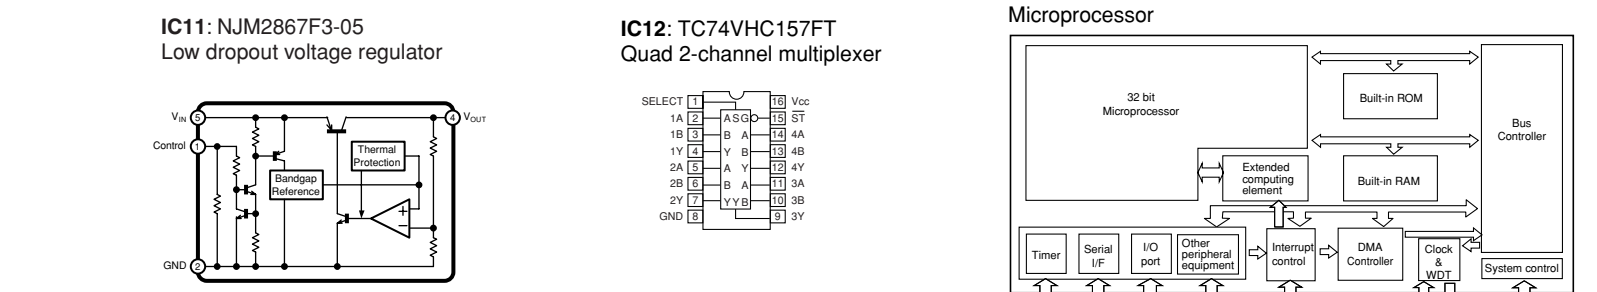 IC11: NJM2867F3-05
Low dropout voltage regulator
VIN 5
4 VOUT
Control 1
Thermal
Protection
Bandgap
Reference
+
−
GND 2
IC12: TC74VHC157FT
Quad 2-channel multiplexer
SELECT 1
16 Vcc
1A 2
A S G
15 ST
1B 3
B A
14 4A
1Y 4
Y B
13 4B
2A 5
A Y
12 4Y
2B 6
B A
11 3A
2Y 7
Y Y B
10 3B
GND 8
9 3Y
Microprocessor
32 bit
Microprocessor
Built-in ROM
Bus
Controller
Extended
computing
element
Built-in RAM
Timer
Serial
I/F
I/O
port
Other
peripheral
equipment
Interrupt
control
DMA
Controller
Clock
&
WDT
System control